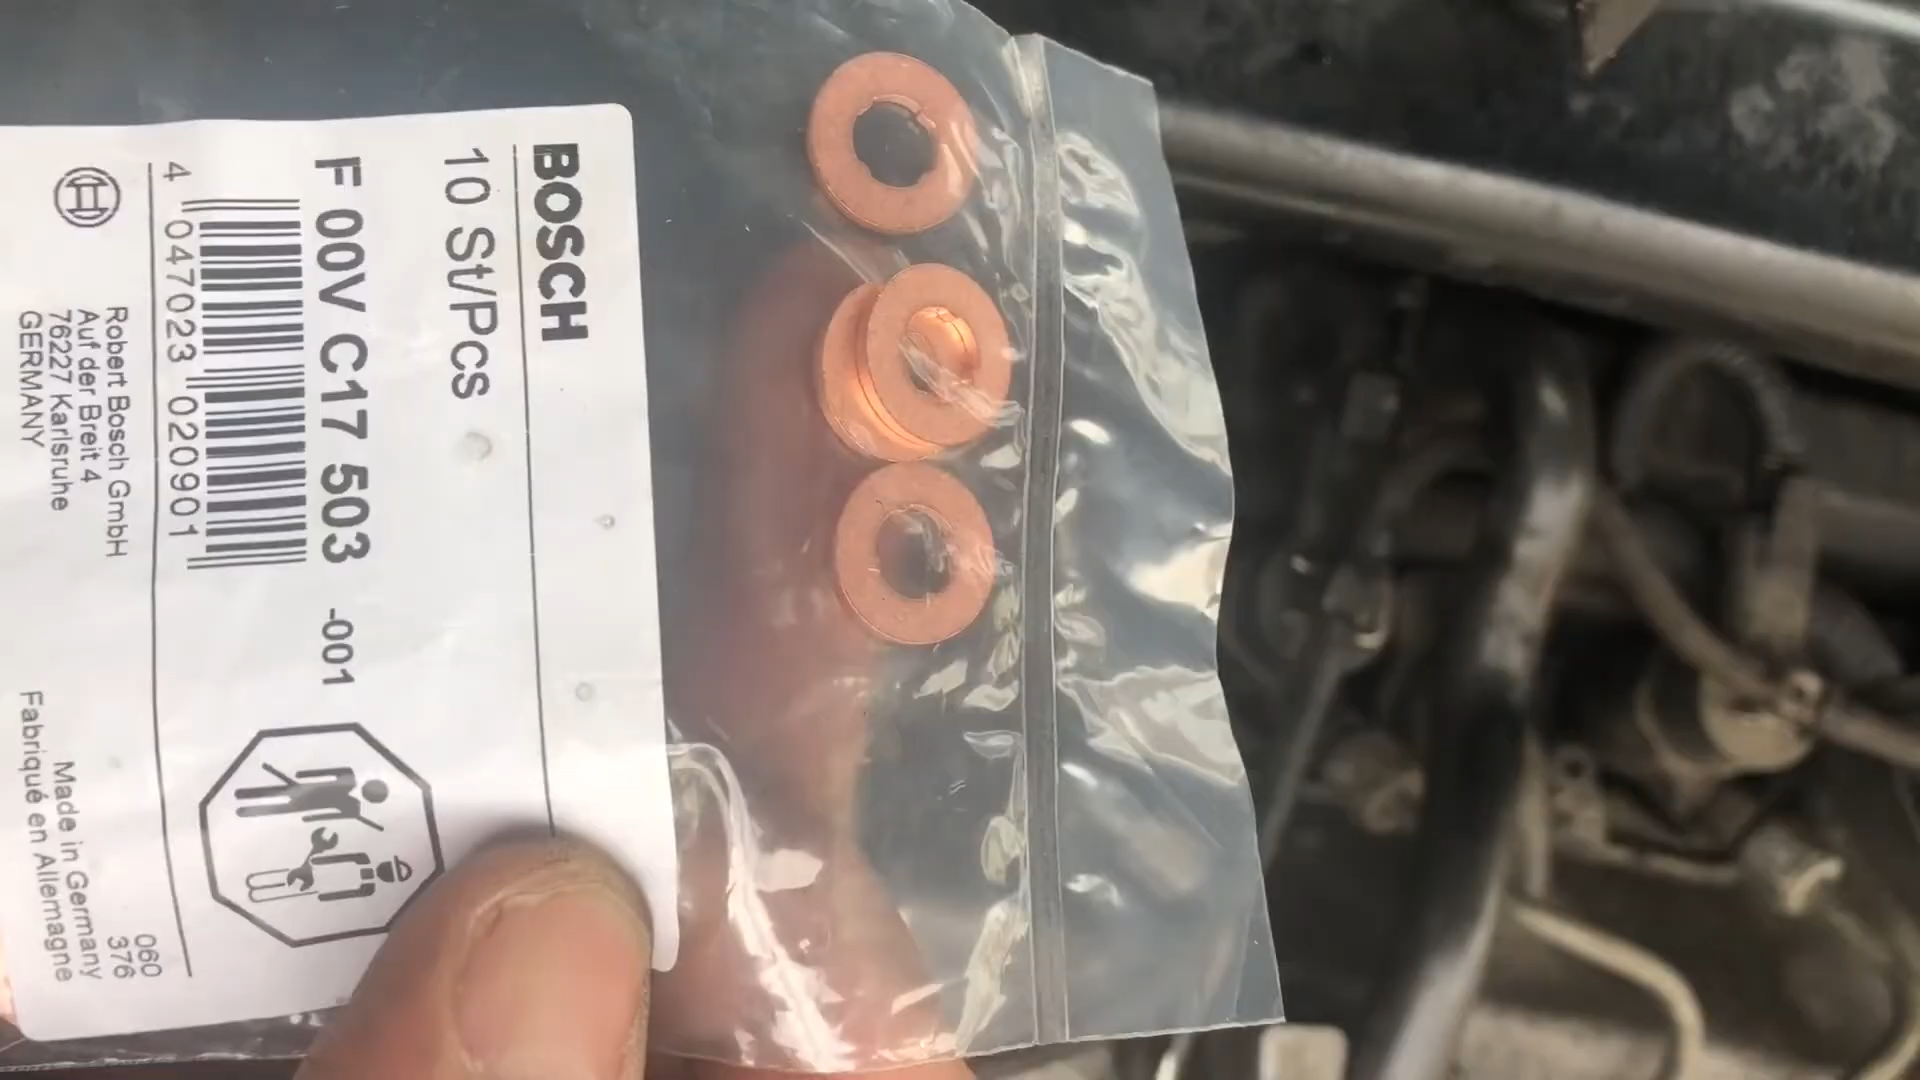 BOSCH
10 St/Pcs
F 00V C17 503 -001
4 047023 020901
060
376
Robert Bosch GmbH
Auf der Breit 4
76227 Karlsruhe
GERMANY
Made in Germany
Fabriqué en Allemagne